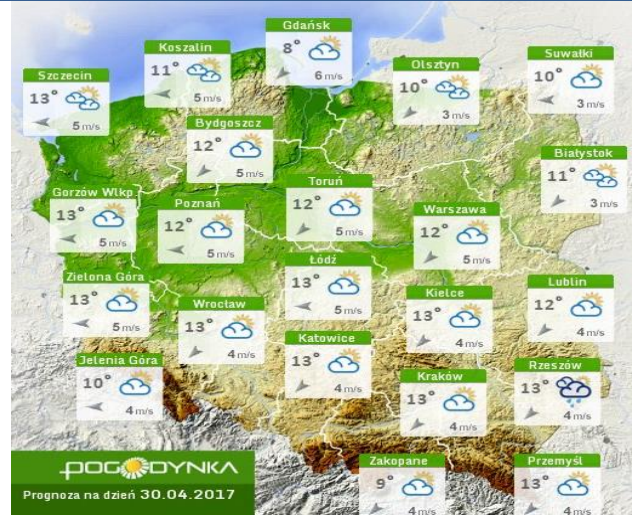 Gdańsk
8°
6 m/s
Koszalin
11°
5 m/s
Suwałki
10°
3 m/s
Olsztyn
10°
3 m/s
Szczecin
13°
5 m/s
Bydgoszcz
12°
5 m/s
Białystok
11°
3 m/s
Toruń
12°
5 m/s
Gorzów Wlkp
13°
5 m/s
Poznań
12°
5 m/s
Warszawa
12°
5 m/s
Łódź
13°
5 m/s
Zielona Góra
13°
5 m/s
Lublin
12°
4 m/s
Kielce
13°
4 m/s
Wrocław
13°
4 m/s
Katowice
13°
4 m/s
Jelenia Góra
10°
4 m/s
Rzeszów
13°
4 m/s
Kraków
13°
4 m/s
Zakopane
9°
4 m/s
Przemyśl
13°
4 m/s
POGODYNKA
Prognoza na dzień 30.04.2017